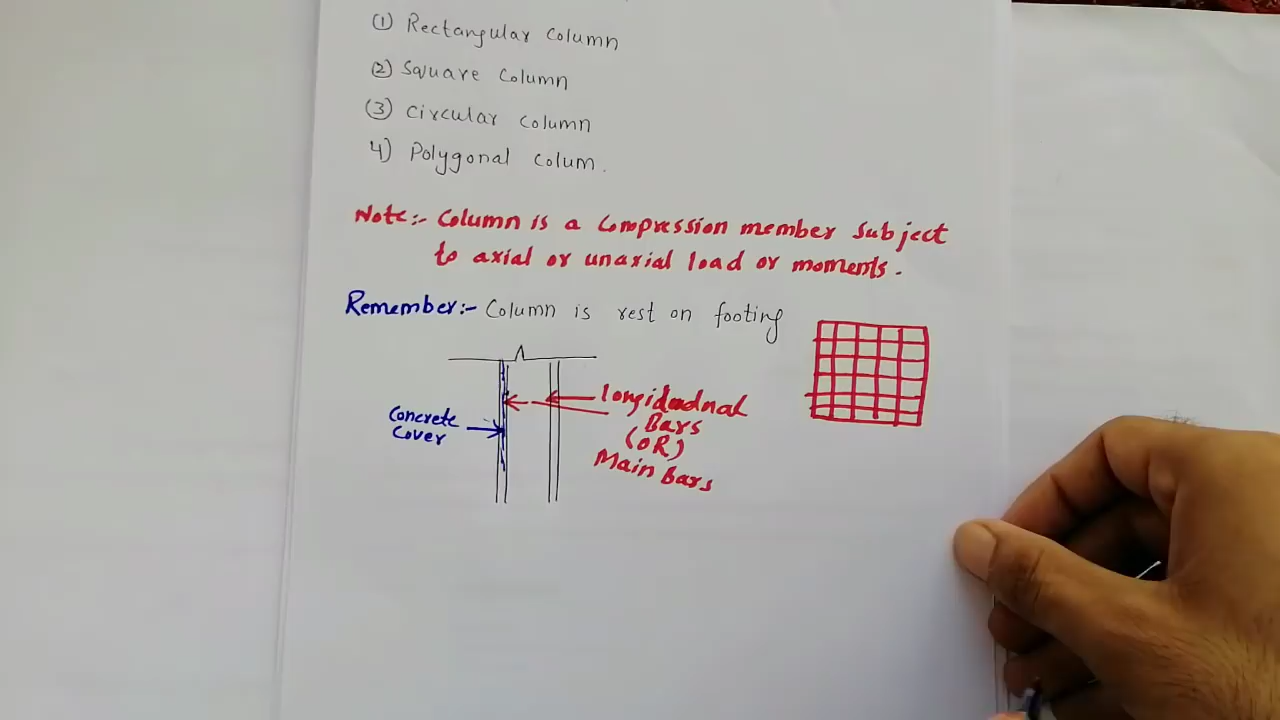 (1) Rectangular Column
(2) Square Column
(3) Circular Column
4) Polygonal Colum.
Note:- Column is a Compression member Subject
to axial or unaxial load or moments.
Remember:- Column is rest on footing
Concrete
Cover
longidudnal
Bars
(OR)
Main bars